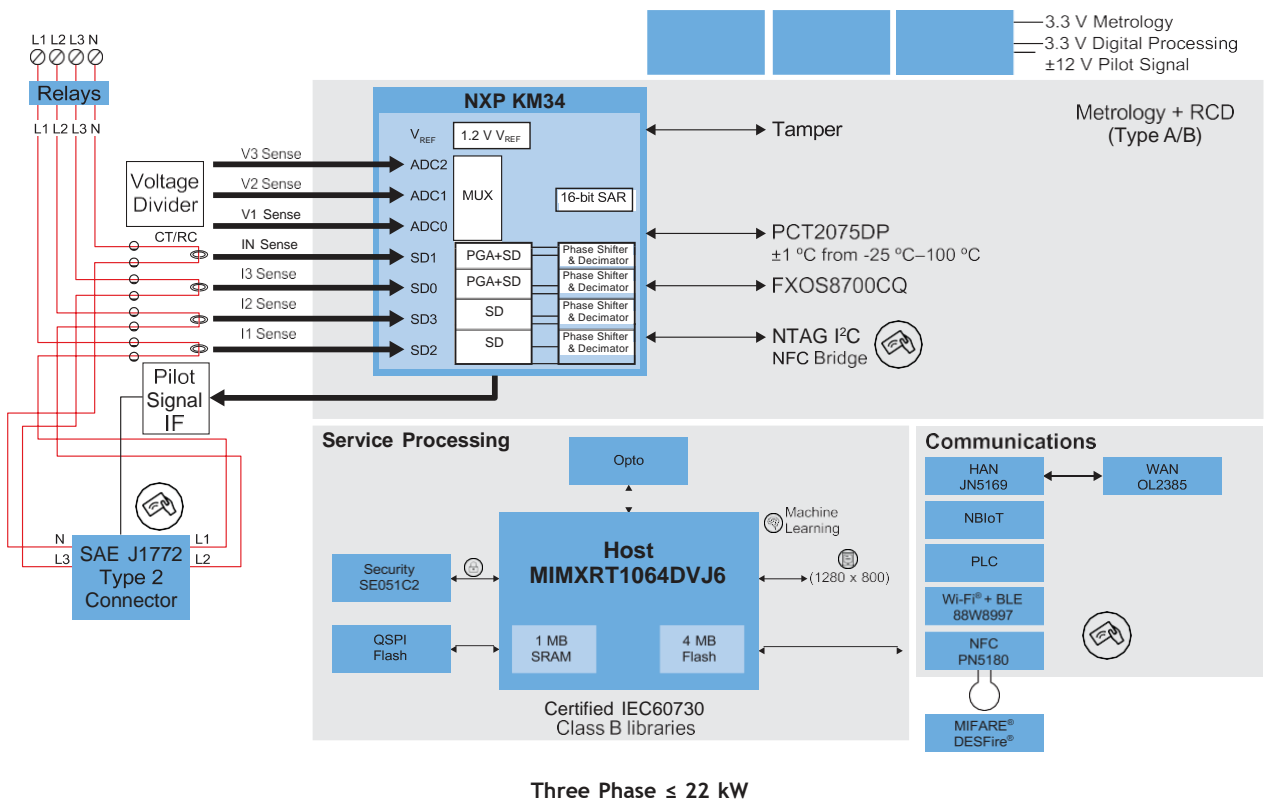 3.3 V Metrology
3.3 V Digital Processing
±12 V Pilot Signal
L1 L2 L3 N
Relays
L1 L2 L3 N
Metrology + RCD
(Type A/B)
NXP KM34
VREF
1.2 V VREF
Tamper
Voltage
Divider
V3 Sense
V2 Sense
V1 Sense
ADC2
ADC1
ADC0
MUX
16-bit SAR
CT/RC
IN Sense
I3 Sense
I2 Sense
I1 Sense
SD1
SD0
SD3
SD2
PGA+SD
PGA+SD
SD
SD
Phase Shifter
& Decimator
Phase Shifter
& Decimator
Phase Shifter
& Decimator
Phase Shifter
& Decimator
PCT2075DP
±1 ºC from -25 ºC–100 ºC
FXOS8700CQ
NTAG I²C
NFC Bridge
Pilot
Signal
IF
N
L3
SAE J1772
Type 2
Connector
L1
L2
Service Processing
Opto
Machine
Learning
Host
MIMXRT1064DVJ6
Security
SE051C2
(1280 x 800)
QSPI
Flash
1 MB
SRAM
4 MB
Flash
Certified IEC60730
Class B libraries
Communications
HAN
JN5169
WAN
OL2385
NBIoT
PLC
Wi-Fi® + BLE
88W8997
NFC
PN5180
MIFARE®
DESFire®
Three Phase ≤ 22 kW